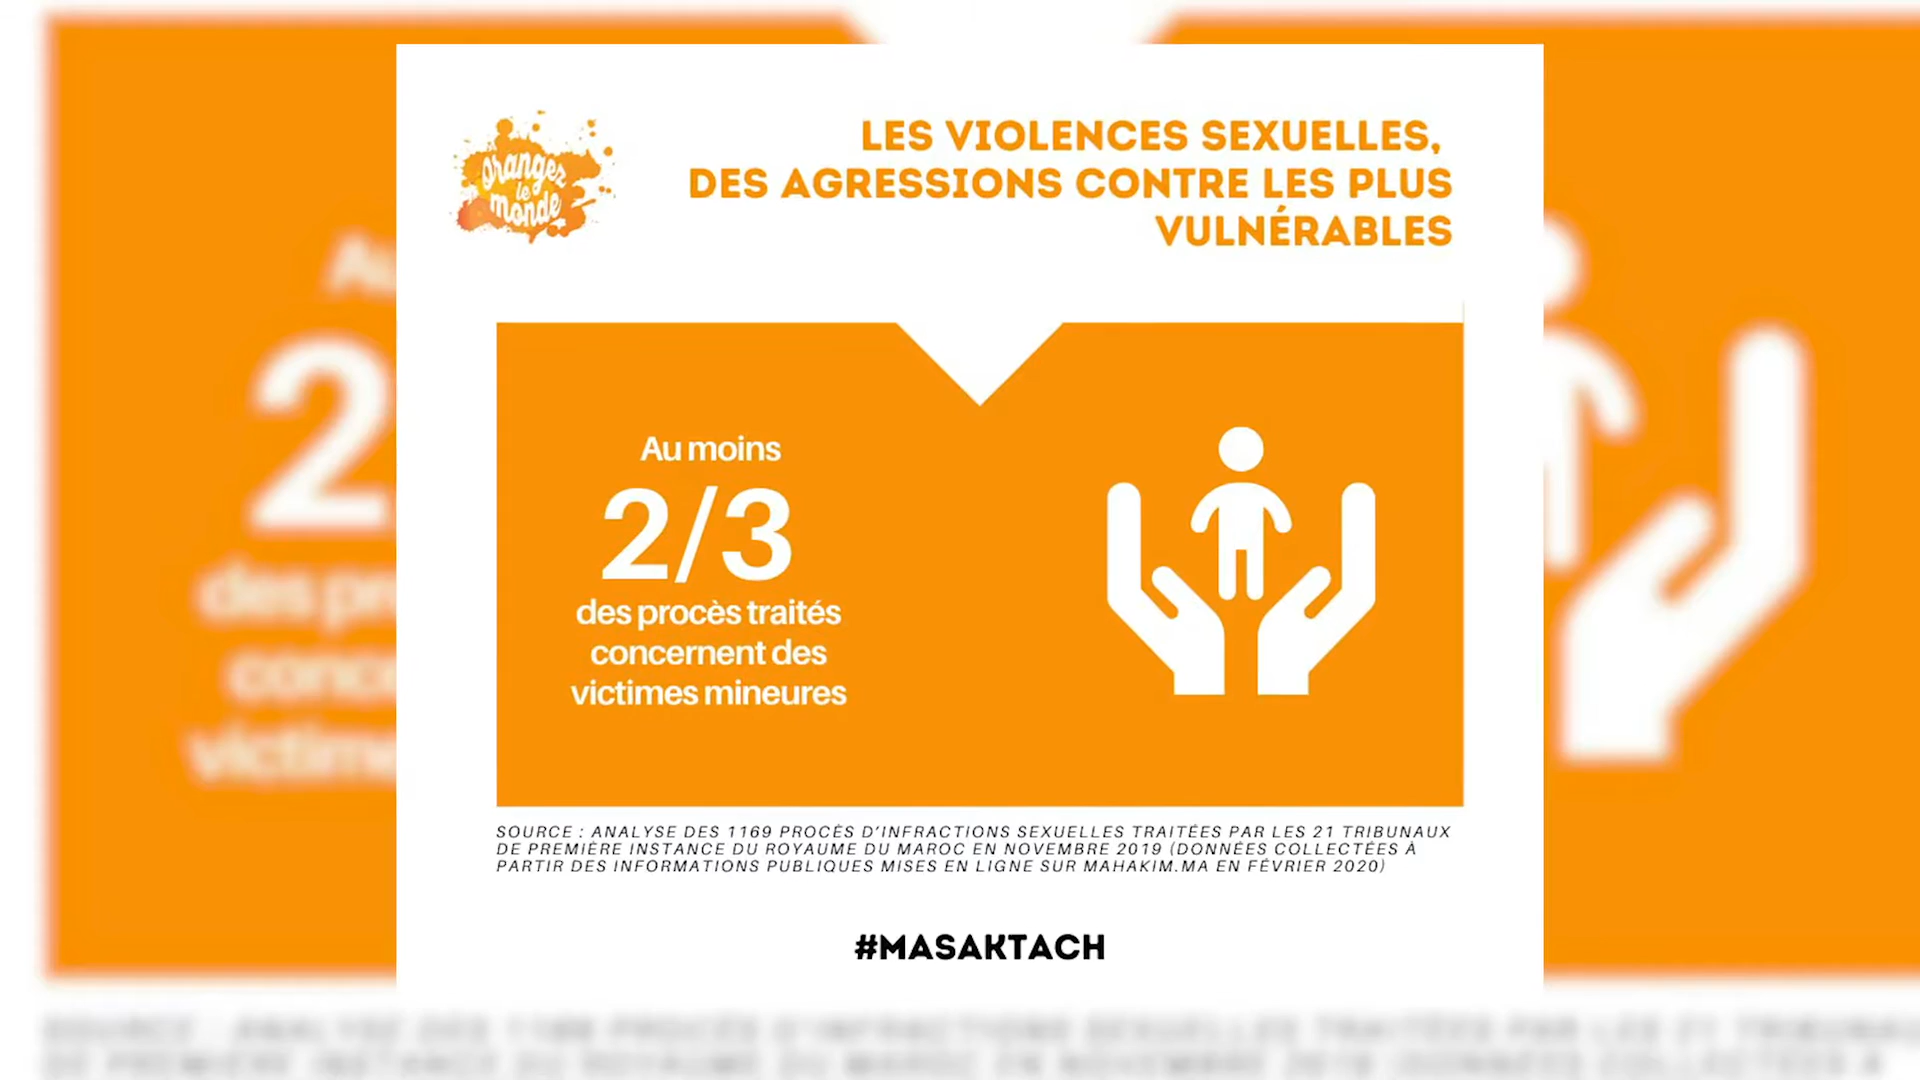 Orangez
le
monde
LES VIOLENCES SEXUELLES,
DES AGRESSIONS CONTRE LES PLUS
VULNÉRABLES
Au moins
2/3
des procès traités
concernent des
victimes mineures
SOURCE : ANALYSE DES 1169 PROCÈS D'INFRACTIONS SEXUELLES TRAITÉES PAR LES 21 TRIBUNAUX
DE PREMIÈRE INSTANCE DU ROYAUME DU MAROC EN NOVEMBRE 2019 (DONNÉES COLLECTÉES À
PARTIR DES INFORMATIONS PUBLIQUES MISES EN LIGNE SUR MAHAKIM.MA EN FÉVRIER 2020)
#MASAKTACH